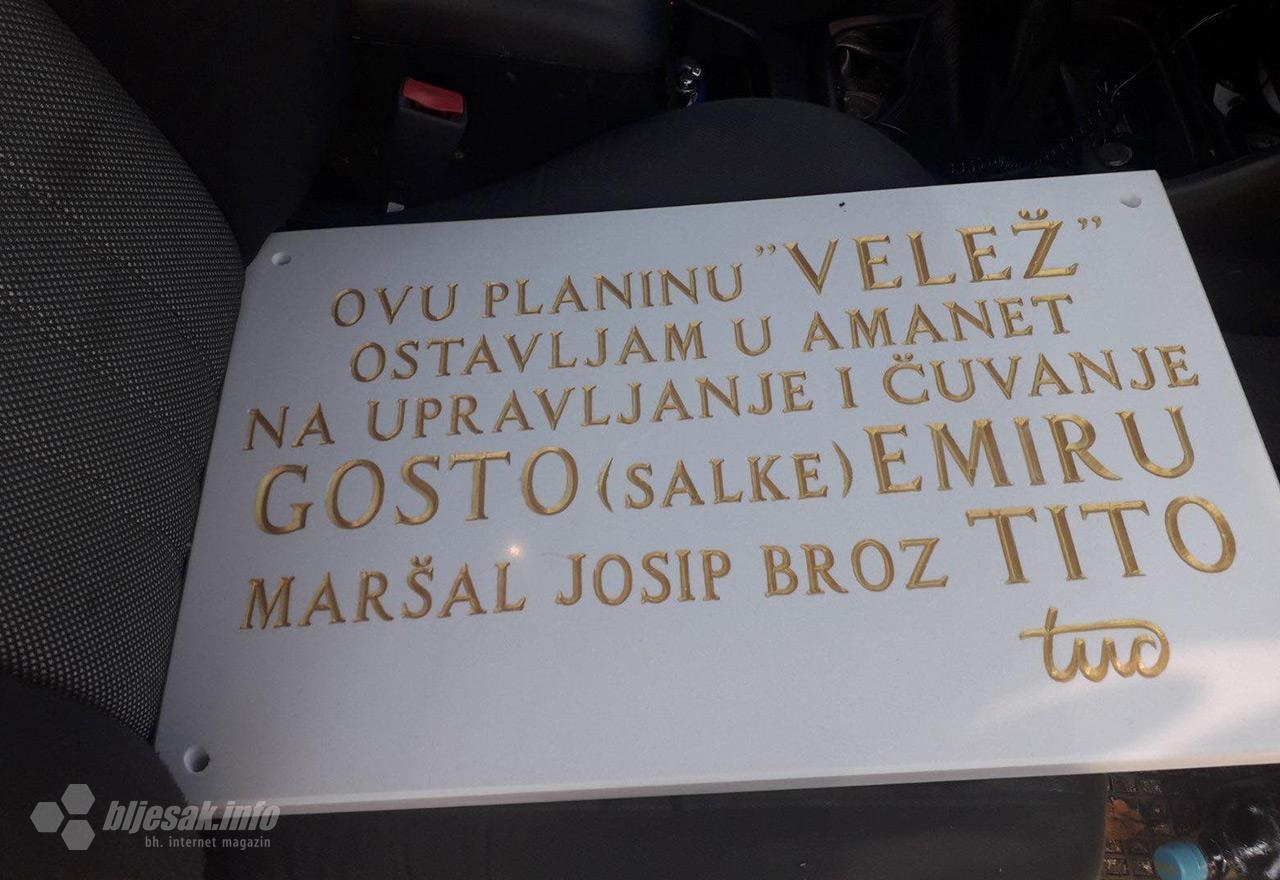 OVU PLANINU "VELEŽ"
OSTAVLJAM U AMANET
NA UPRAVLJANJE I ČUVANJE
GOSTO (SALKE) EMIRU
MARŠAL JOSIP BROZ TITO
tito
bljesak.info
bh. internet magazin